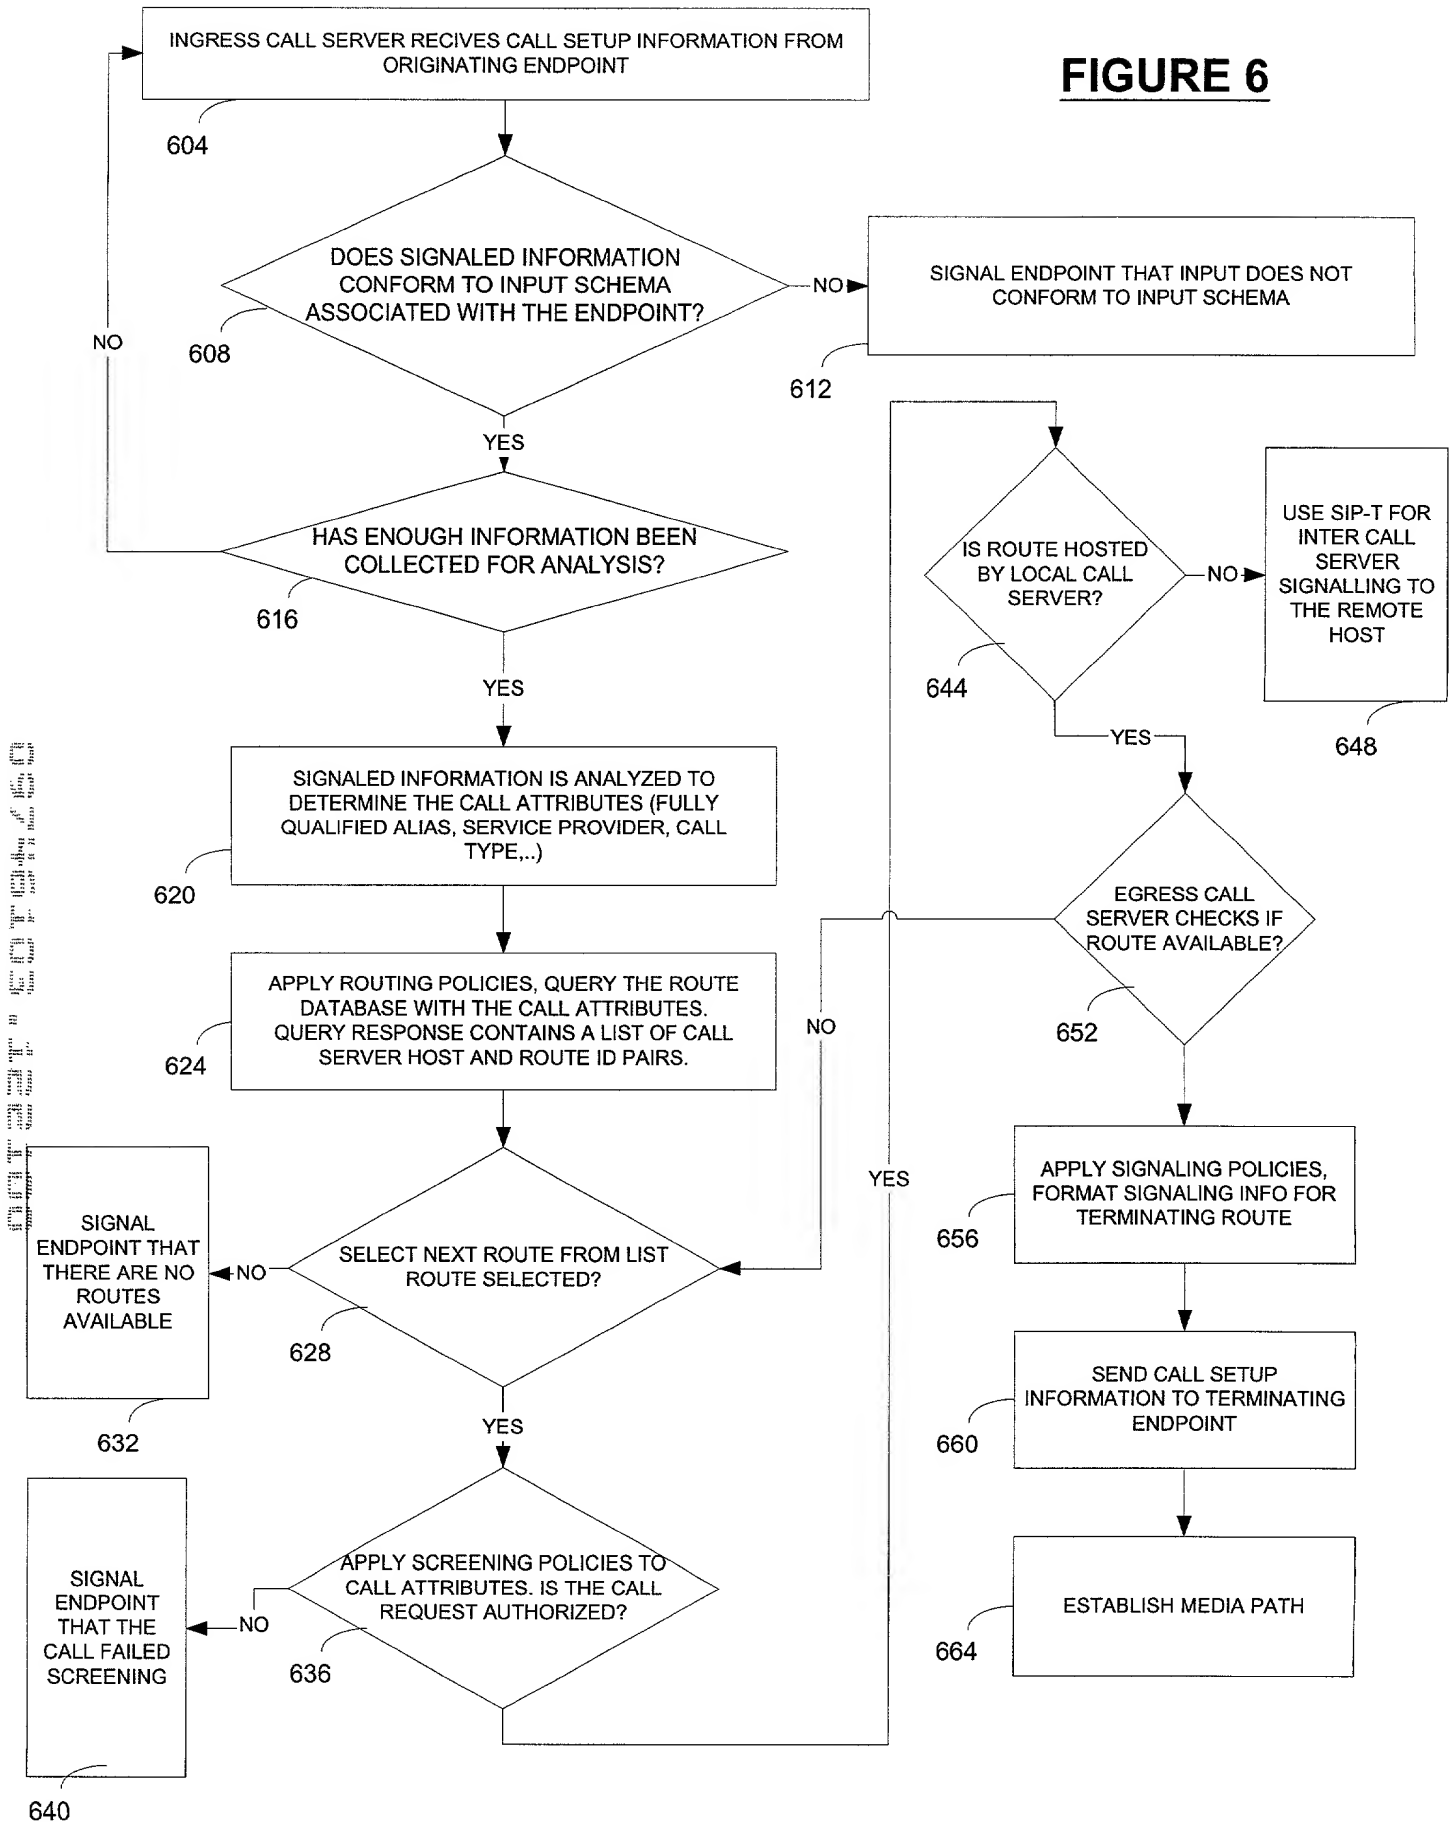 INGRESS CALL SERVER RECIVES CALL SETUP INFORMATION FROM
ORIGINATING ENDPOINT
604
FIGURE 6
DOES SIGNALED INFORMATION
CONFORM TO INPUT SCHEMA
ASSOCIATED WITH THE ENDPOINT?
608
NO
SIGNAL ENDPOINT THAT INPUT DOES NOT
CONFORM TO INPUT SCHEMA
612
NO
YES
HAS ENOUGH INFORMATION BEEN
COLLECTED FOR ANALYSIS?
616
YES
SIGNALED INFORMATION IS ANALYZED TO
DETERMINE THE CALL ATTRIBUTES (FULLY
QUALIFIED ALIAS, SERVICE PROVIDER, CALL
TYPE,..)
620
APPLY ROUTING POLICIES, QUERY THE ROUTE
DATABASE WITH THE CALL ATTRIBUTES.
QUERY RESPONSE CONTAINS A LIST OF CALL
SERVER HOST AND ROUTE ID PAIRS.
624
SELECT NEXT ROUTE FROM LIST
ROUTE SELECTED?
628
NO
SIGNAL
ENDPOINT THAT
THERE ARE NO
ROUTES
AVAILABLE
632
YES
APPLY SCREENING POLICIES TO
CALL ATTRIBUTES. IS THE CALL
REQUEST AUTHORIZED?
636
NO
SIGNAL
ENDPOINT
THAT THE
CALL FAILED
SCREENING
640
YES
IS ROUTE HOSTED
BY LOCAL CALL
SERVER?
644
NO
USE SIP-T FOR
INTER CALL
SERVER
SIGNALLING TO
THE REMOTE
HOST
648
YES
EGRESS CALL
SERVER CHECKS IF
ROUTE AVAILABLE?
652
NO
APPLY SIGNALING POLICIES,
FORMAT SIGNALING INFO FOR
TERMINATING ROUTE
656
SEND CALL SETUP
INFORMATION TO TERMINATING
ENDPOINT
660
ESTABLISH MEDIA PATH
664